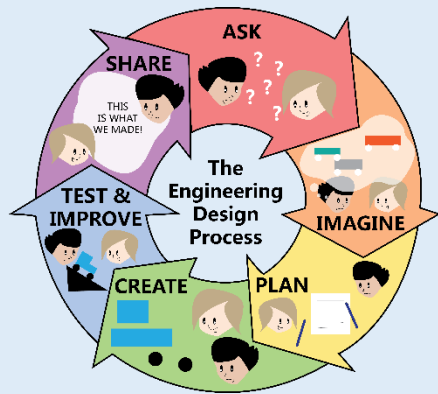 The
Engineering
Design
Process
ASK
? ? ? ? ?
IMAGINE
PLAN
CREATE
TEST &
IMPROVE
SHARE
THIS
IS WHAT
WE MADE!